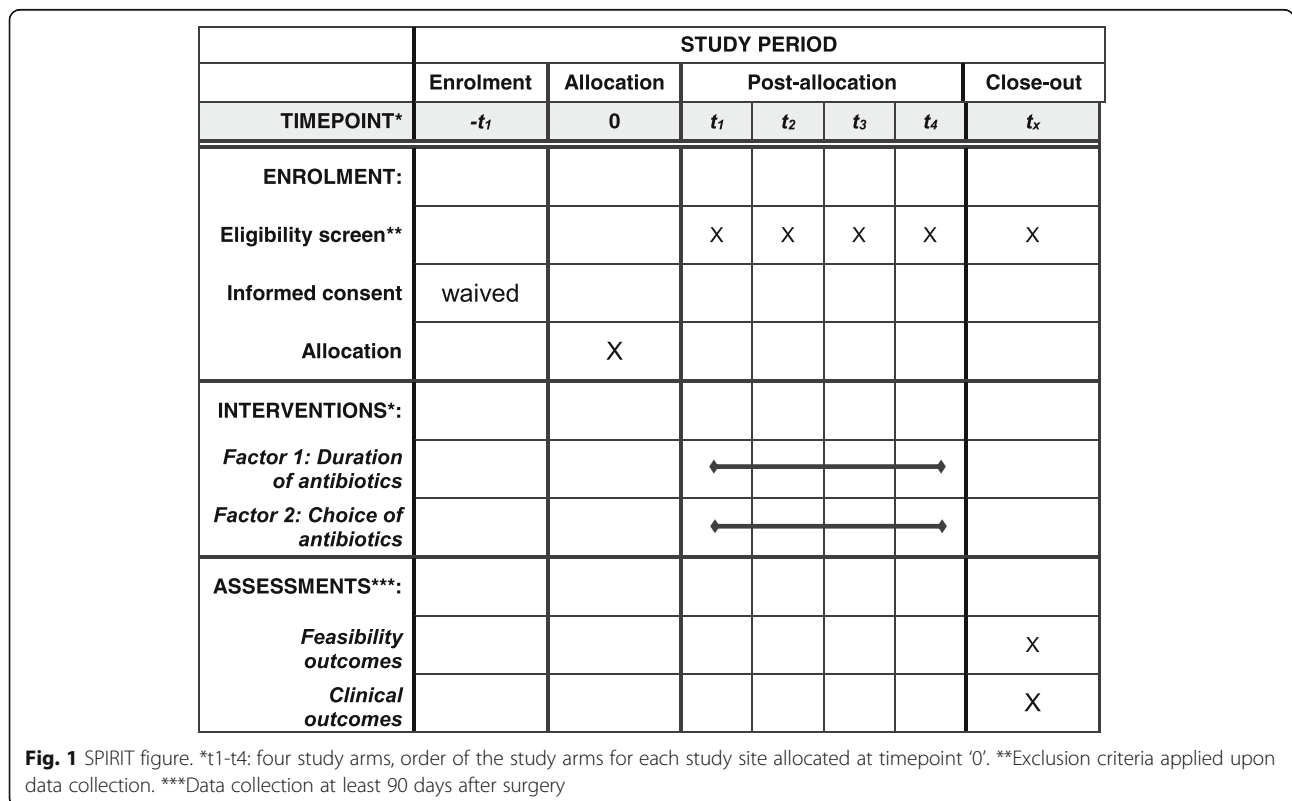 STUDY PERIOD
Enrolment Allocation Post-allocation Close-out
TIMEPOINT* -t1 0 t1 t2 t3 t4 tx
ENROLMENT:
Eligibility screen** X X X X X
Informed consent waived
Allocation X
INTERVENTIONS*:
Factor 1: Duration
of antibiotics
Factor 2: Choice of
antibiotics
ASSESSMENTS***:
Feasibility
outcomes X
Clinical
outcomes X
Fig. 1 SPIRIT figure. *t1-t4: four study arms, order of the study arms for each study site allocated at timepoint ‘0’. **Exclusion criteria applied upon
data collection. ***Data collection at least 90 days after surgery